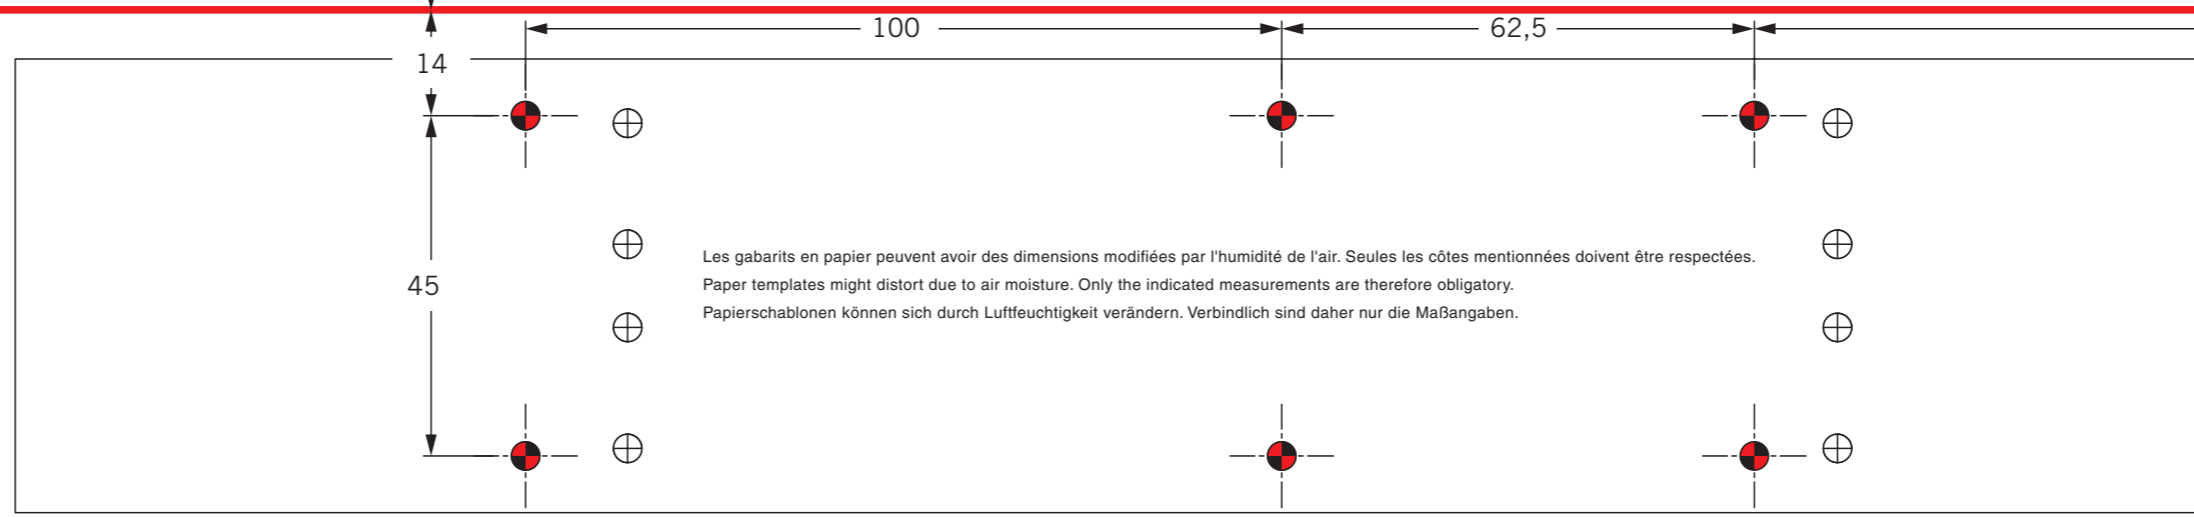 100
62,5
14
45
Les gabarits en papier peuvent avoir des dimensions modifiées par l'humidité de l'air. Seules les côtes mentionnées doivent être respectées.
Paper templates might distort due to air moisture. Only the indicated measurements are therefore obligatory.
Papierschablonen können sich durch Luftfeuchtigkeit verändern. Verbindlich sind daher nur die Maßangaben.